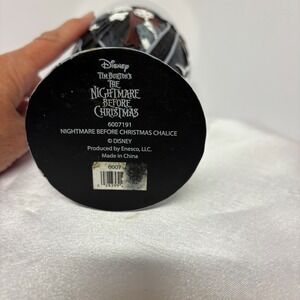 Disney
TIM BURTON'S
THE
NIGHTMARE
BEFORE
CHRISTMAS
6007191
NIGHTMARE BEFORE CHRISTMAS CHALICE
© DISNEY
Produced by Enesco, LLC.
Made in China